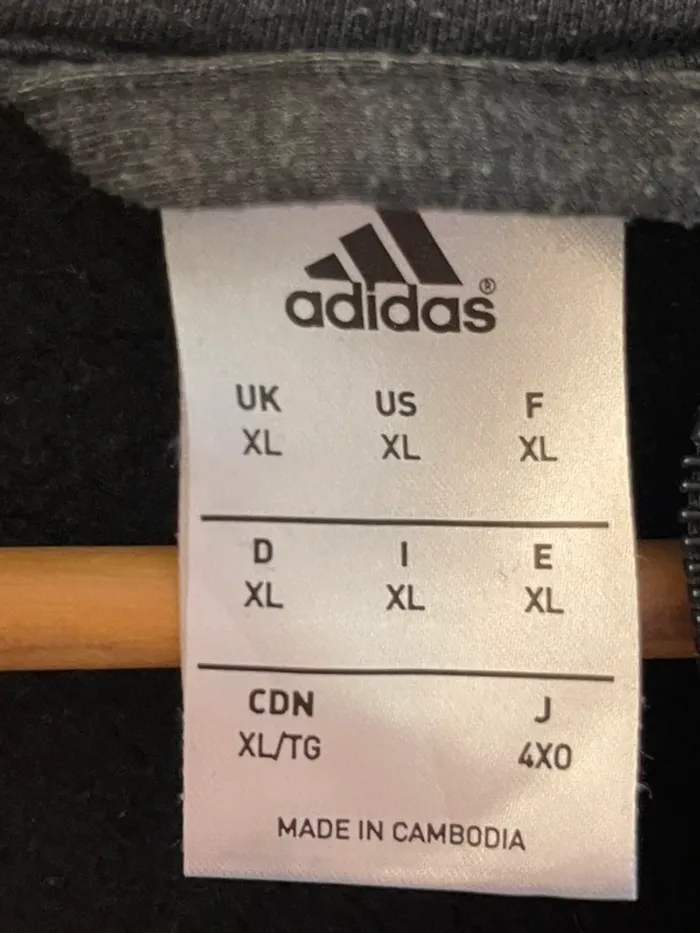 adidas®
UK US F
XL XL XL
D I E
XL XL XL
CDN J
XL/TG 4XO
MADE IN CAMBODIA